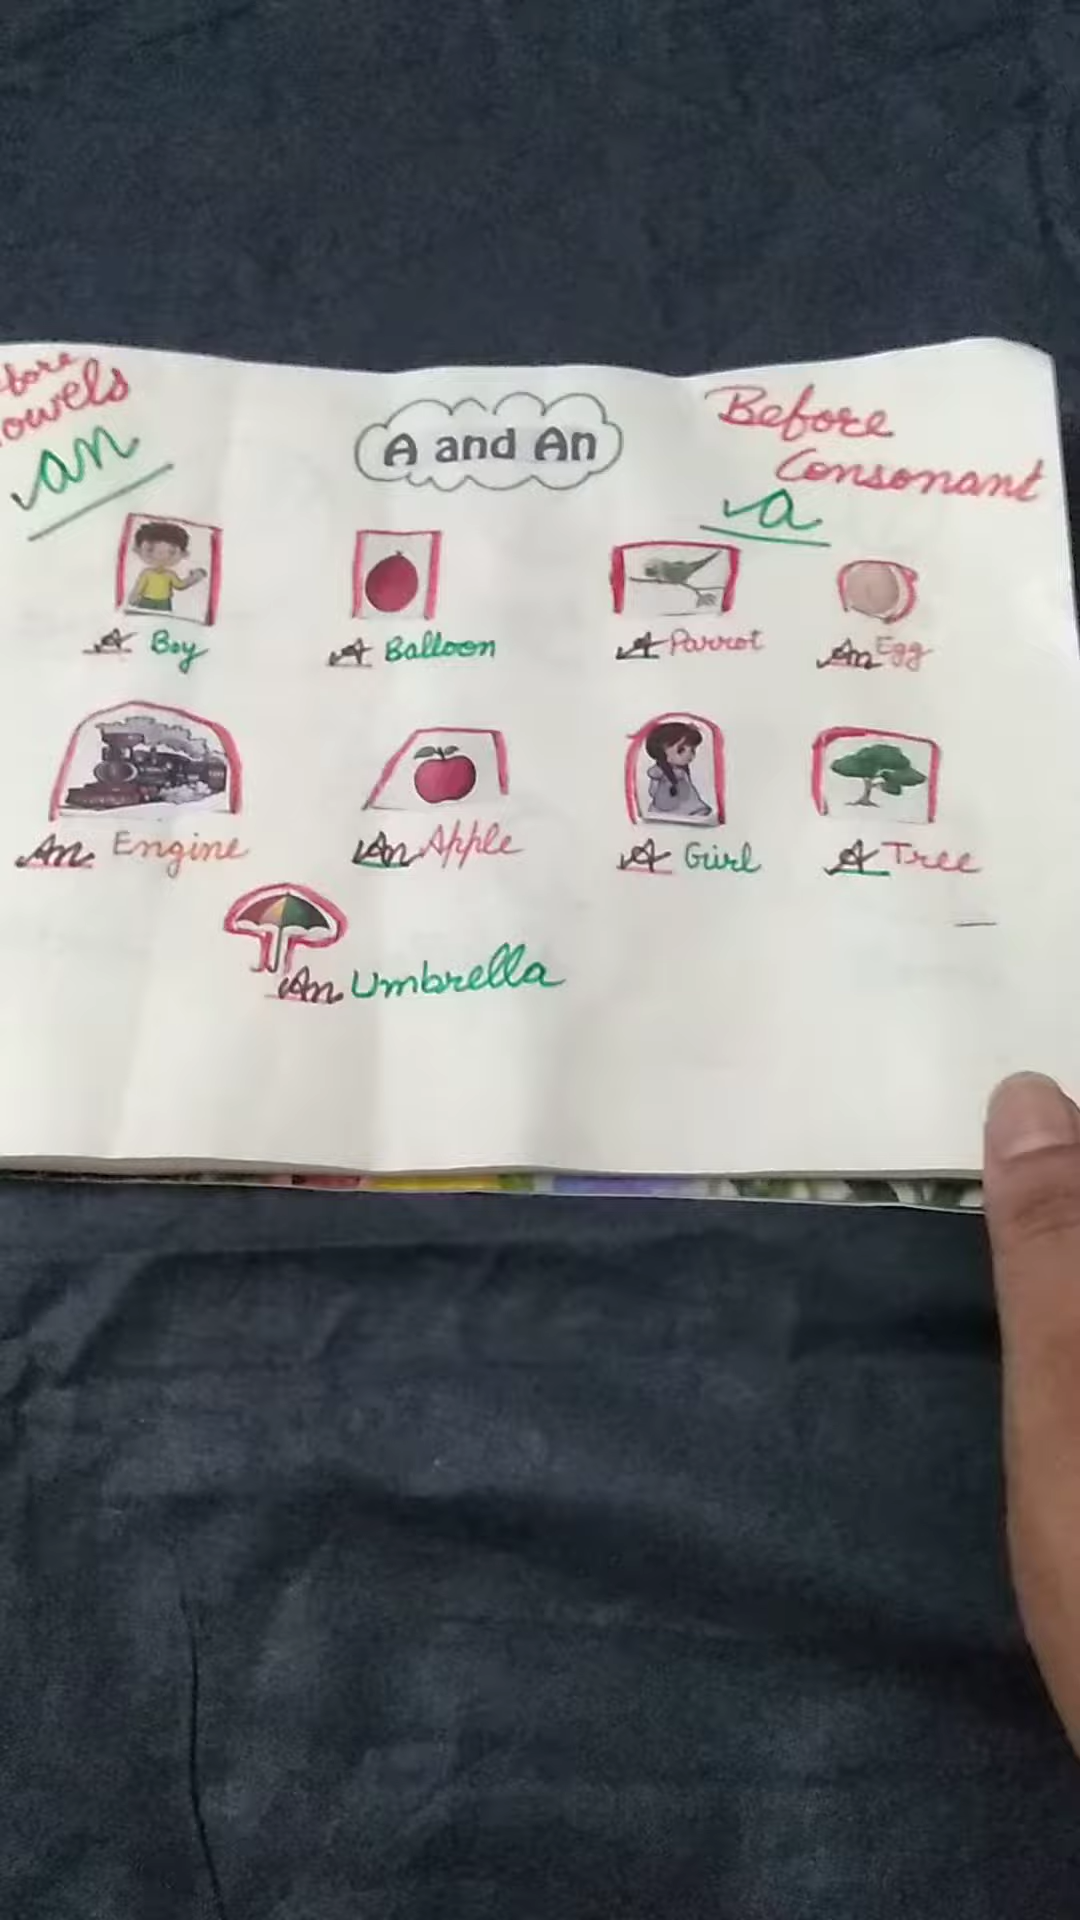 fore
owels
an
A and An
Before
Consonant
a
A Boy
A Balloon
A Parrot
An Egg
An Engine
An Apple
A Girl
A Tree
An Umbrella